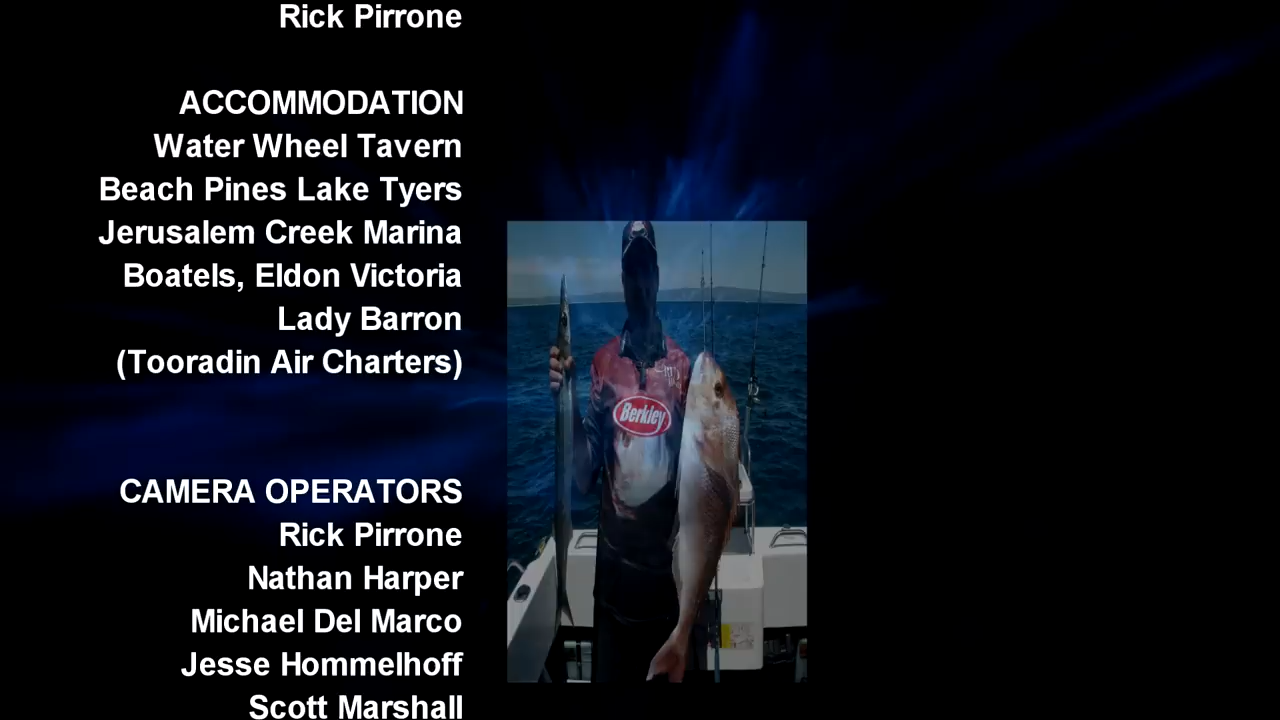 Rick Pirrone
ACCOMMODATION
Water Wheel Tavern
Beach Pines Lake Tyers
Jerusalem Creek Marina
Boatels, Eldon Victoria
Lady Barron
(Tooradin Air Charters)
CAMERA OPERATORS
Rick Pirrone
Nathan Harper
Michael Del Marco
Jesse Hommelhoff
Scott Marshall
Berkley